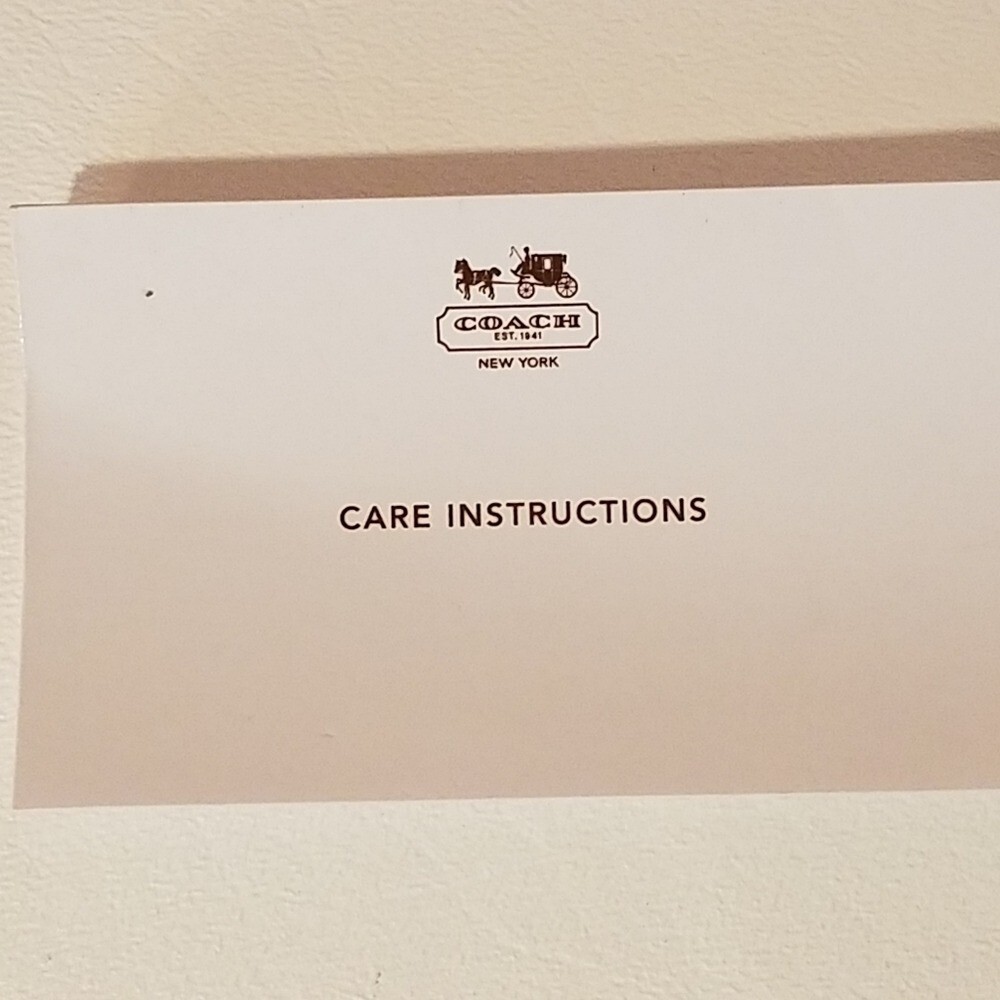 COACH
EST. 1941
NEW YORK
CARE INSTRUCTIONS